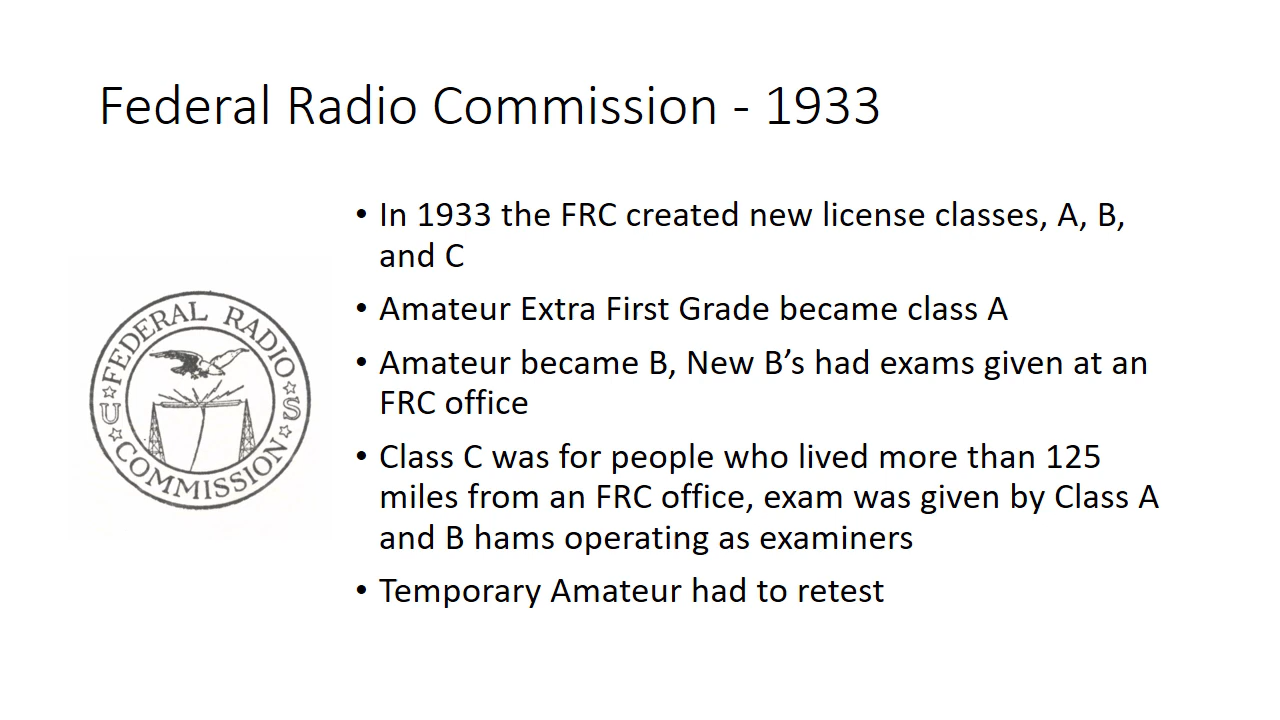 Federal Radio Commission - 1933
• In 1933 the FRC created new license classes, A, B,
and C
• Amateur Extra First Grade became class A
• Amateur became B, New B’s had exams given at an
FRC office
• Class C was for people who lived more than 125
miles from an FRC office, exam was given by Class A
and B hams operating as examiners
• Temporary Amateur had to retest
FEDERAL RADIO
U S
COMMISSION